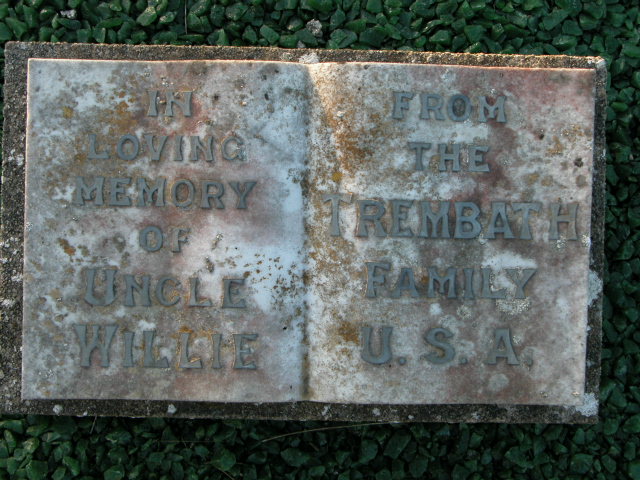 IN
LOVING
MEMORY
OF
UNCLE
WILLIE
FROM
THE
TREMBATH
FAMILY
U. S. A.